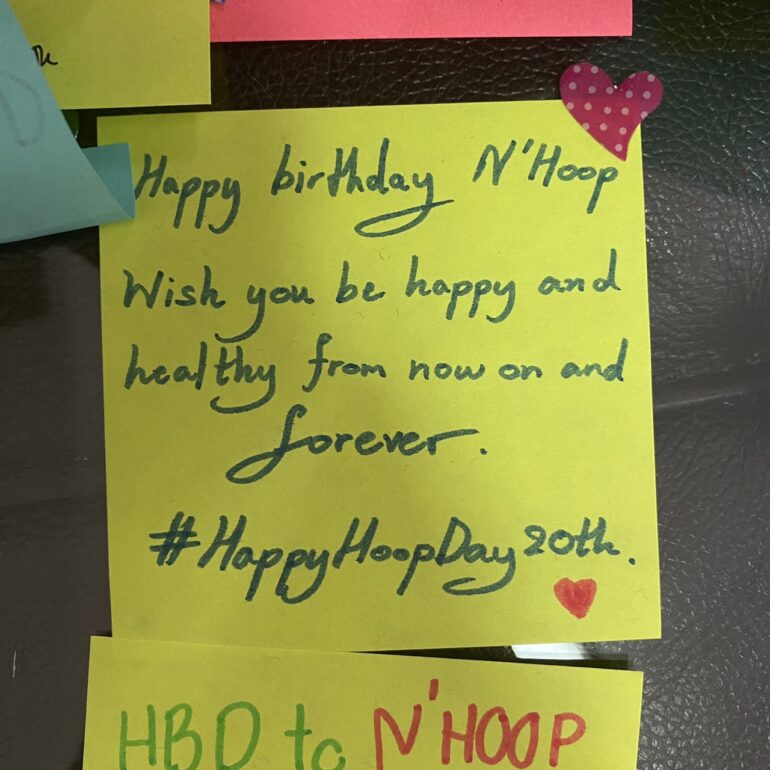 Happy birthday N'Hoop
Wish you be happy and
healthy from now on and
forever.
#HappyHoopDay20th.
HBD to N'HOOP